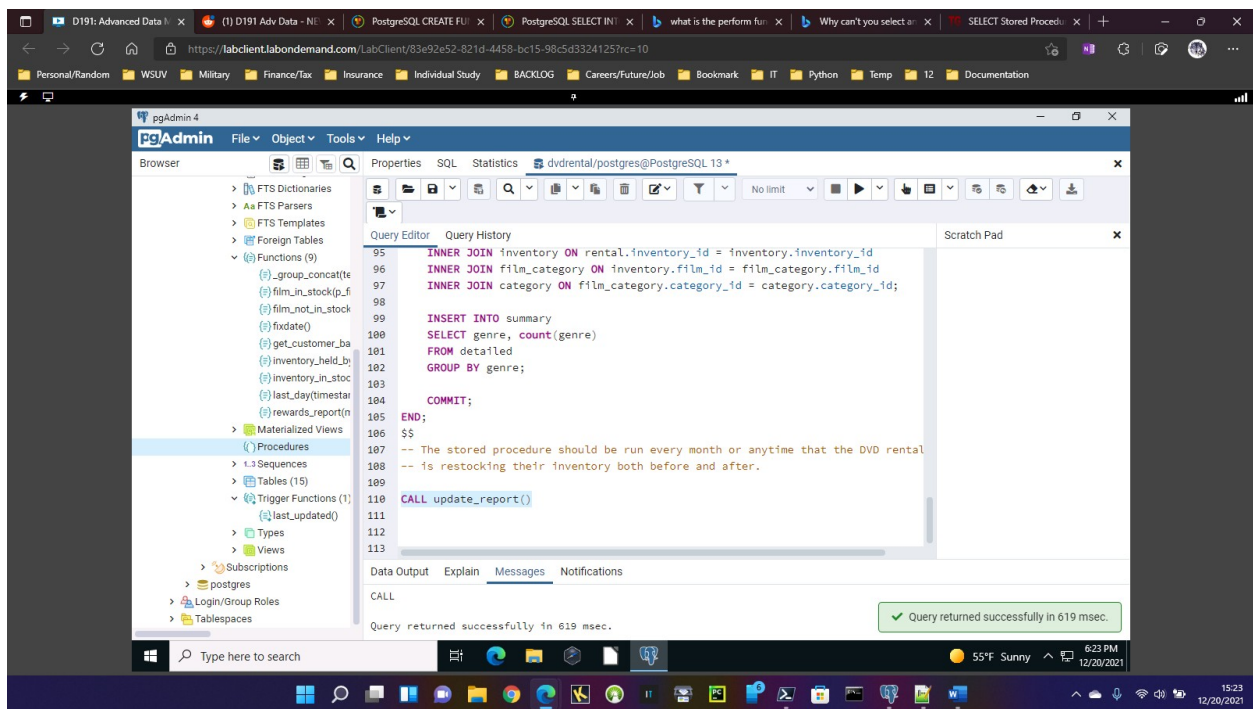 D191: Advanced Data M
(1) D191 Adv Data - NE
PostgreSQL CREATE FUI
PostgreSQL SELECT INT
what is the perform fun
Why can't you select an
SELECT Stored Procedu
https://labclient.labondemand.com/LabClient/83e92e52-821d-4458-bc15-98c5d3324125?rc=10
Personal/Random WSUV Military Finance/Tax Insurance Individual Study BACKLOG Careers/Future/Job Bookmark IT Python Temp 12 Documentation
pgAdmin 4
pgAdmin File Object Tools Help
Browser
Properties SQL Statistics dvdrental/postgres@PostgreSQL 13 *
No limit
FTS Dictionaries
FTS Parsers
FTS Templates
Foreign Tables
Functions (9)
_group_concat(te
film_in_stock(p_fi
film_not_in_stock
fixdate()
get_customer_ba
inventory_held_by
inventory_in_stoc
last_day(timestar
rewards_report(m
Materialized Views
Procedures
1..3 Sequences
Tables (15)
Trigger Functions (1)
last_updated()
Types
Views
Subscriptions
postgres
Login/Group Roles
Tablespaces
Query Editor Query History
Scratch Pad
95 INNER JOIN inventory ON rental.inventory_id = inventory.inventory_id
96 INNER JOIN film_category ON inventory.film_id = film_category.film_id
97 INNER JOIN category ON film_category.category_id = category.category_id;
98
99 INSERT INTO summary
100 SELECT genre, count(genre)
101 FROM detailed
102 GROUP BY genre;
103
104 COMMIT;
105 END;
106 $$
107 -- The stored procedure should be run every month or anytime that the DVD rental
108 -- is restocking their inventory both before and after.
109
110 CALL update_report()
111
112
113
Data Output Explain Messages Notifications
CALL
Query returned successfully in 619 msec.
Query returned successfully in 619 msec.
Type here to search
55°F Sunny
6:23 PM
12/20/2021
15:23
12/20/2021